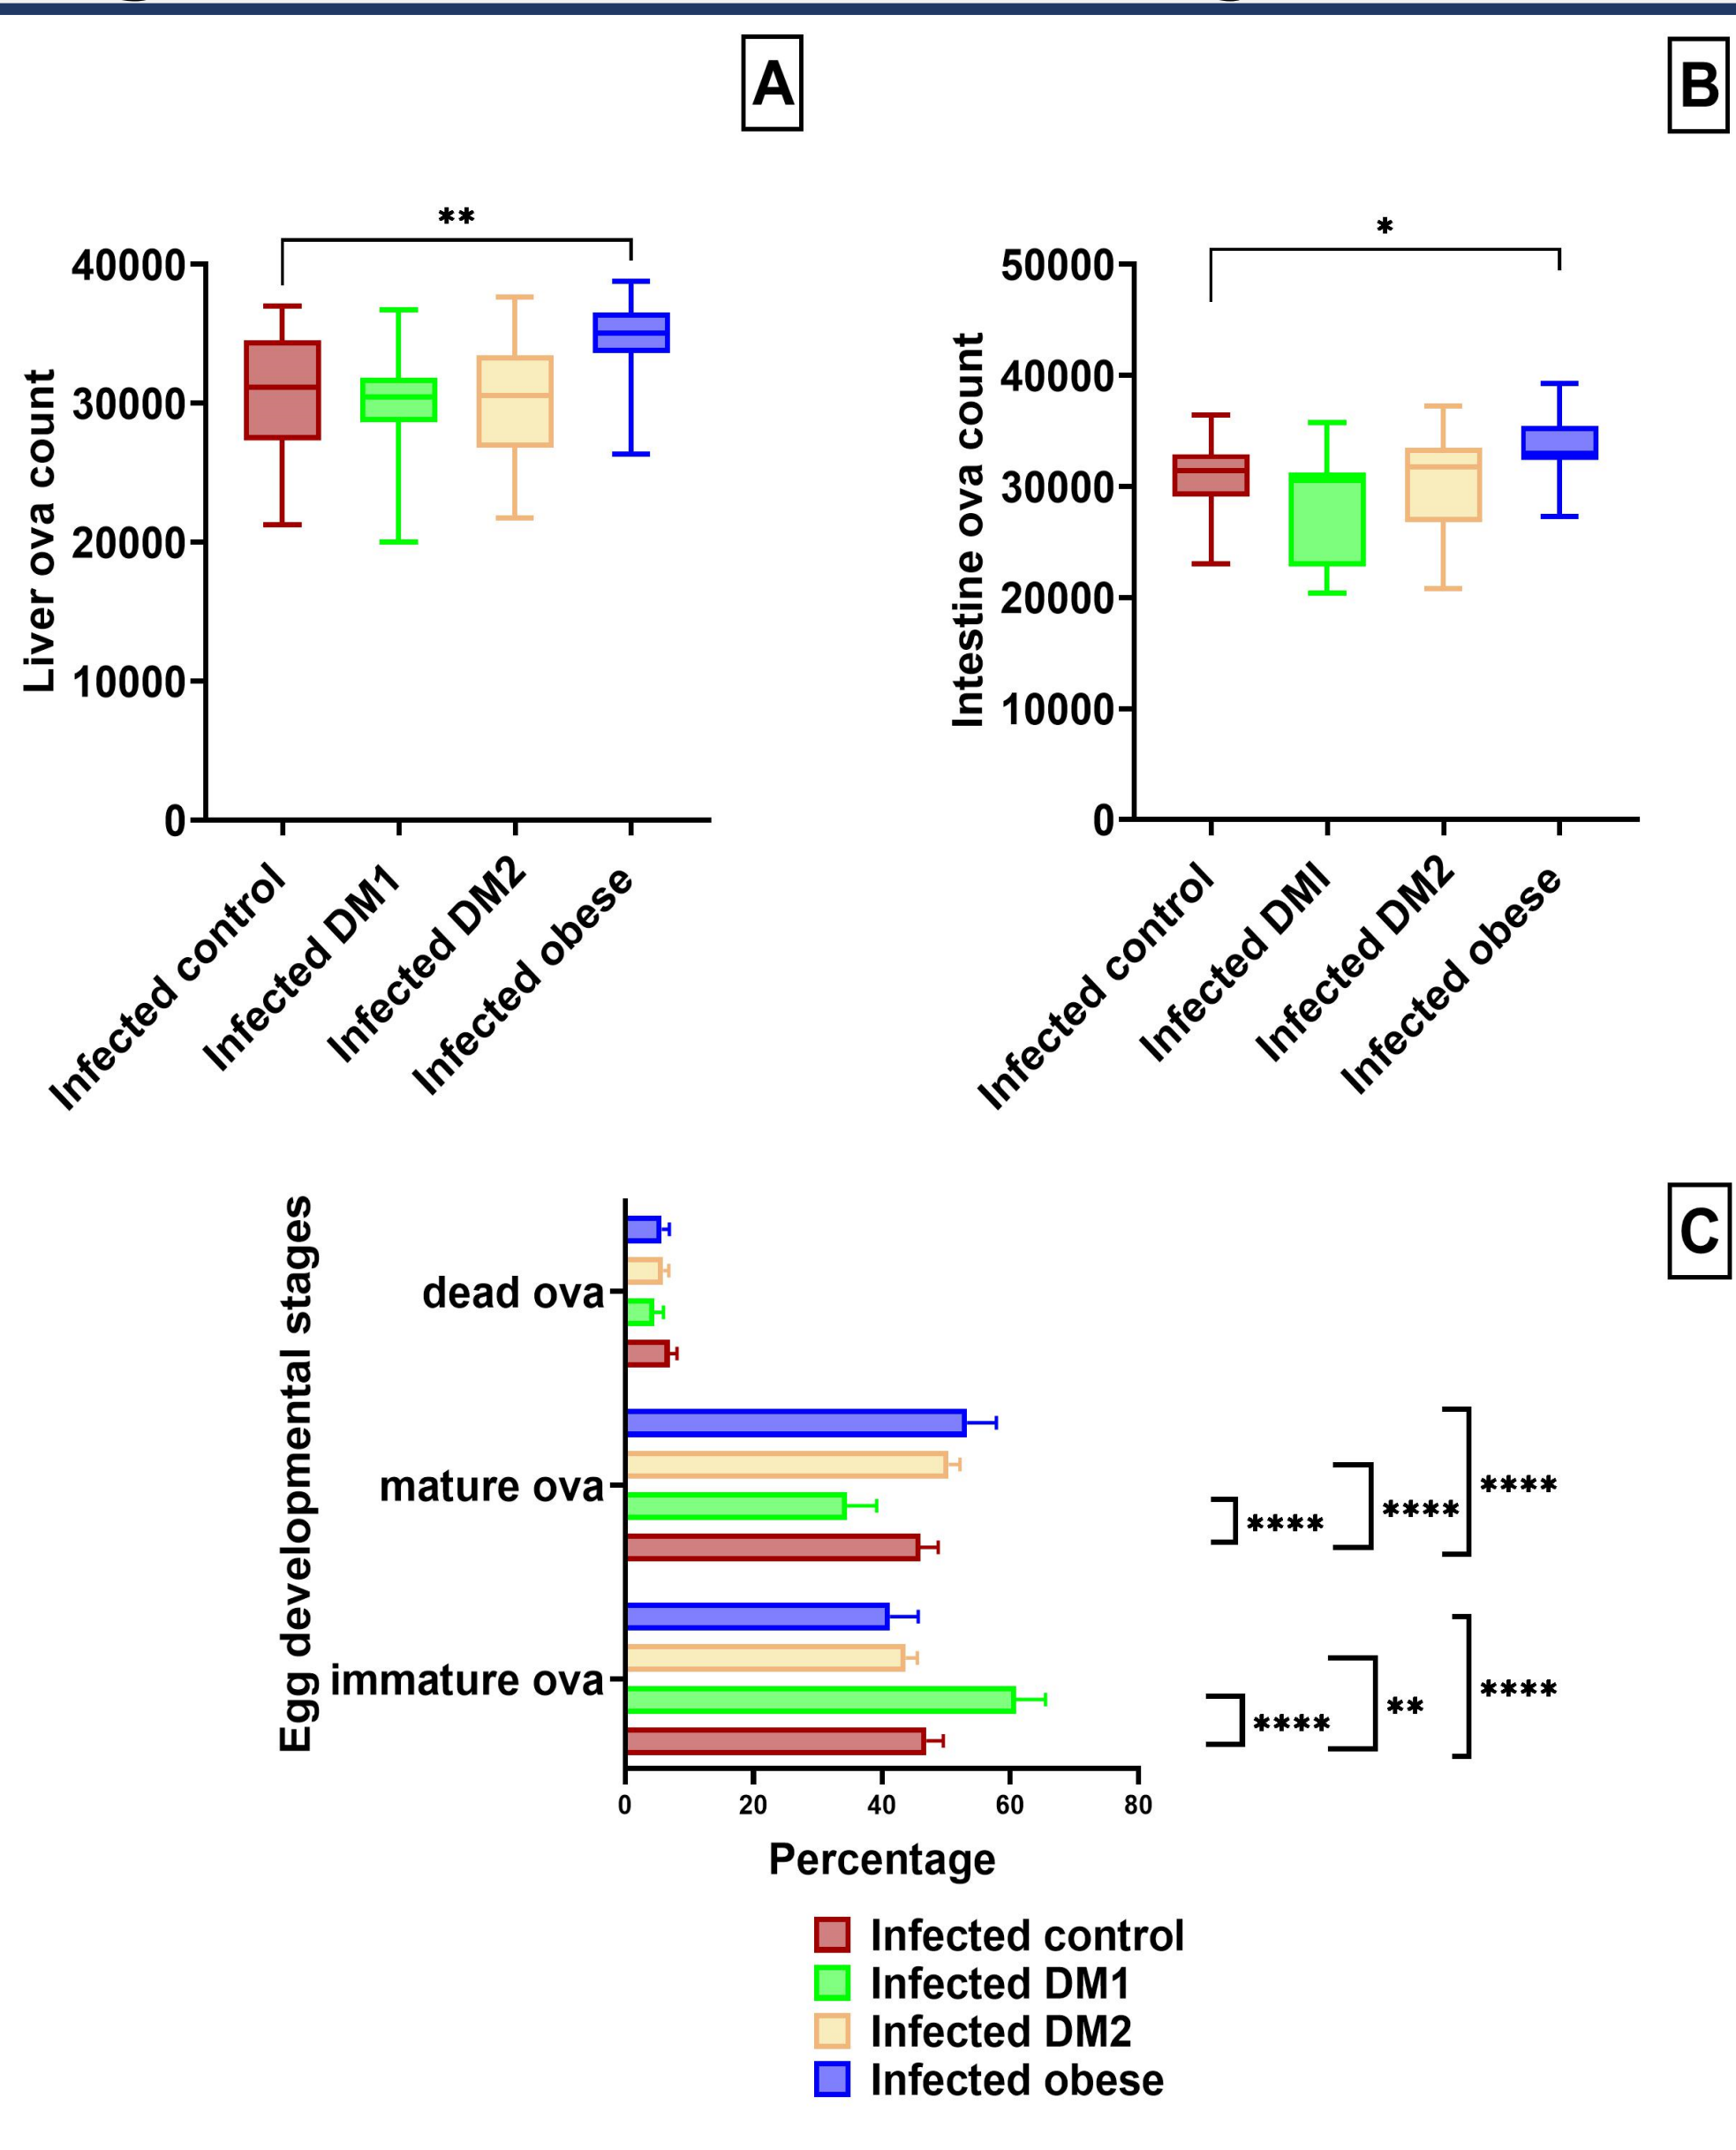 A
B
**
*
40000
30000
20000
10000
0
Liver ova count
Infected control
Infected DM1
Infected DM2
Infected obese
50000
40000
30000
20000
10000
0
Intestine ova count
Infected control
Infected DMI
Infected DM2
Infected obese
C
Egg developmental stages
dead ova
mature ova
immature ova
****
****
****
****
**
****
0 20 40 60 80
Percentage
Infected control
Infected DM1
Infected DM2
Infected obese